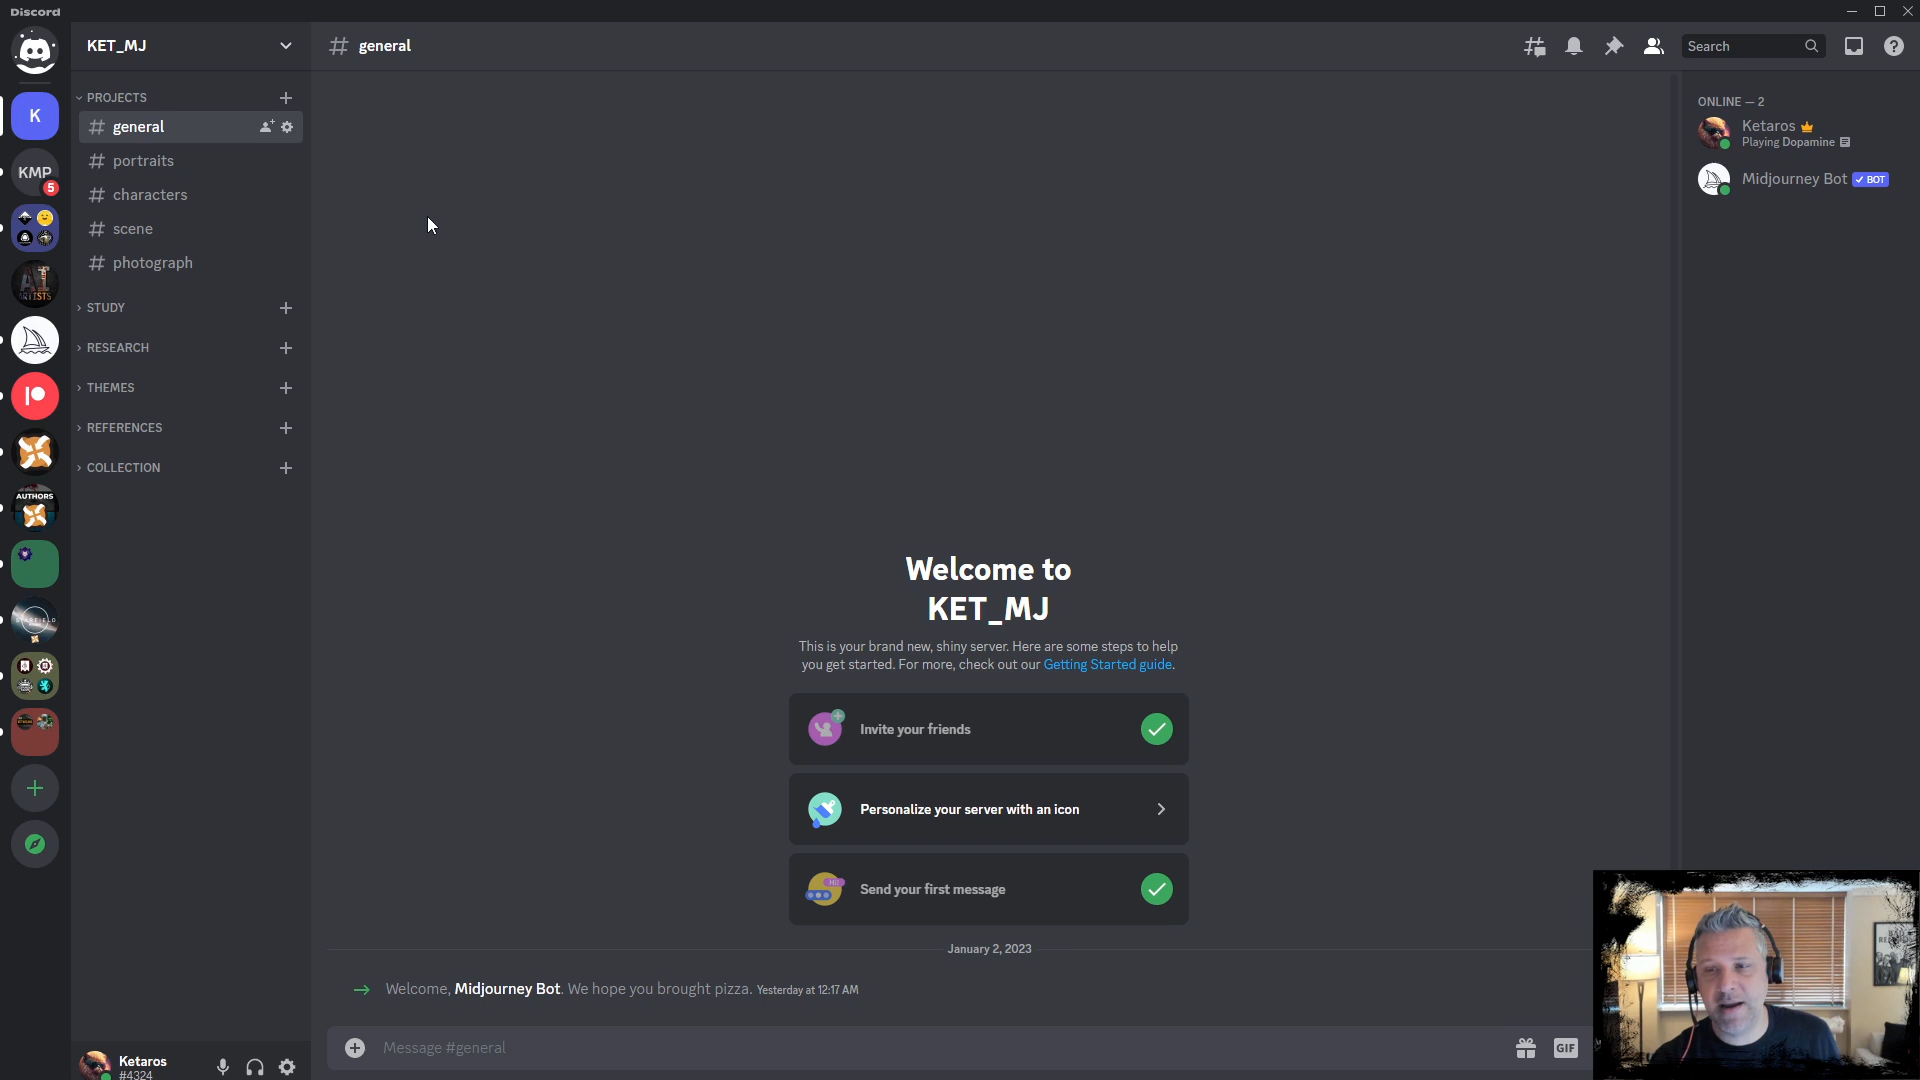 Discord
KET_MJ
general
Search
K
KMP
5
AI
ARTISTS
AUTHORS
STARFIELD
PROJECTS
general
portraits
characters
scene
photograph
STUDY
RESEARCH
THEMES
REFERENCES
COLLECTION
Ketaros
#4324
Welcome to
KET_MJ
This is your brand new, shiny server. Here are some steps to help
you get started. For more, check out our Getting Started guide.
Invite your friends
Personalize your server with an icon
Send your first message
January 2, 2023
Welcome, Midjourney Bot. We hope you brought pizza. Yesterday at 12:17 AM
Message #general
GIF
ONLINE — 2
Ketaros
Playing Dopamine
Midjourney Bot ✓ BOT